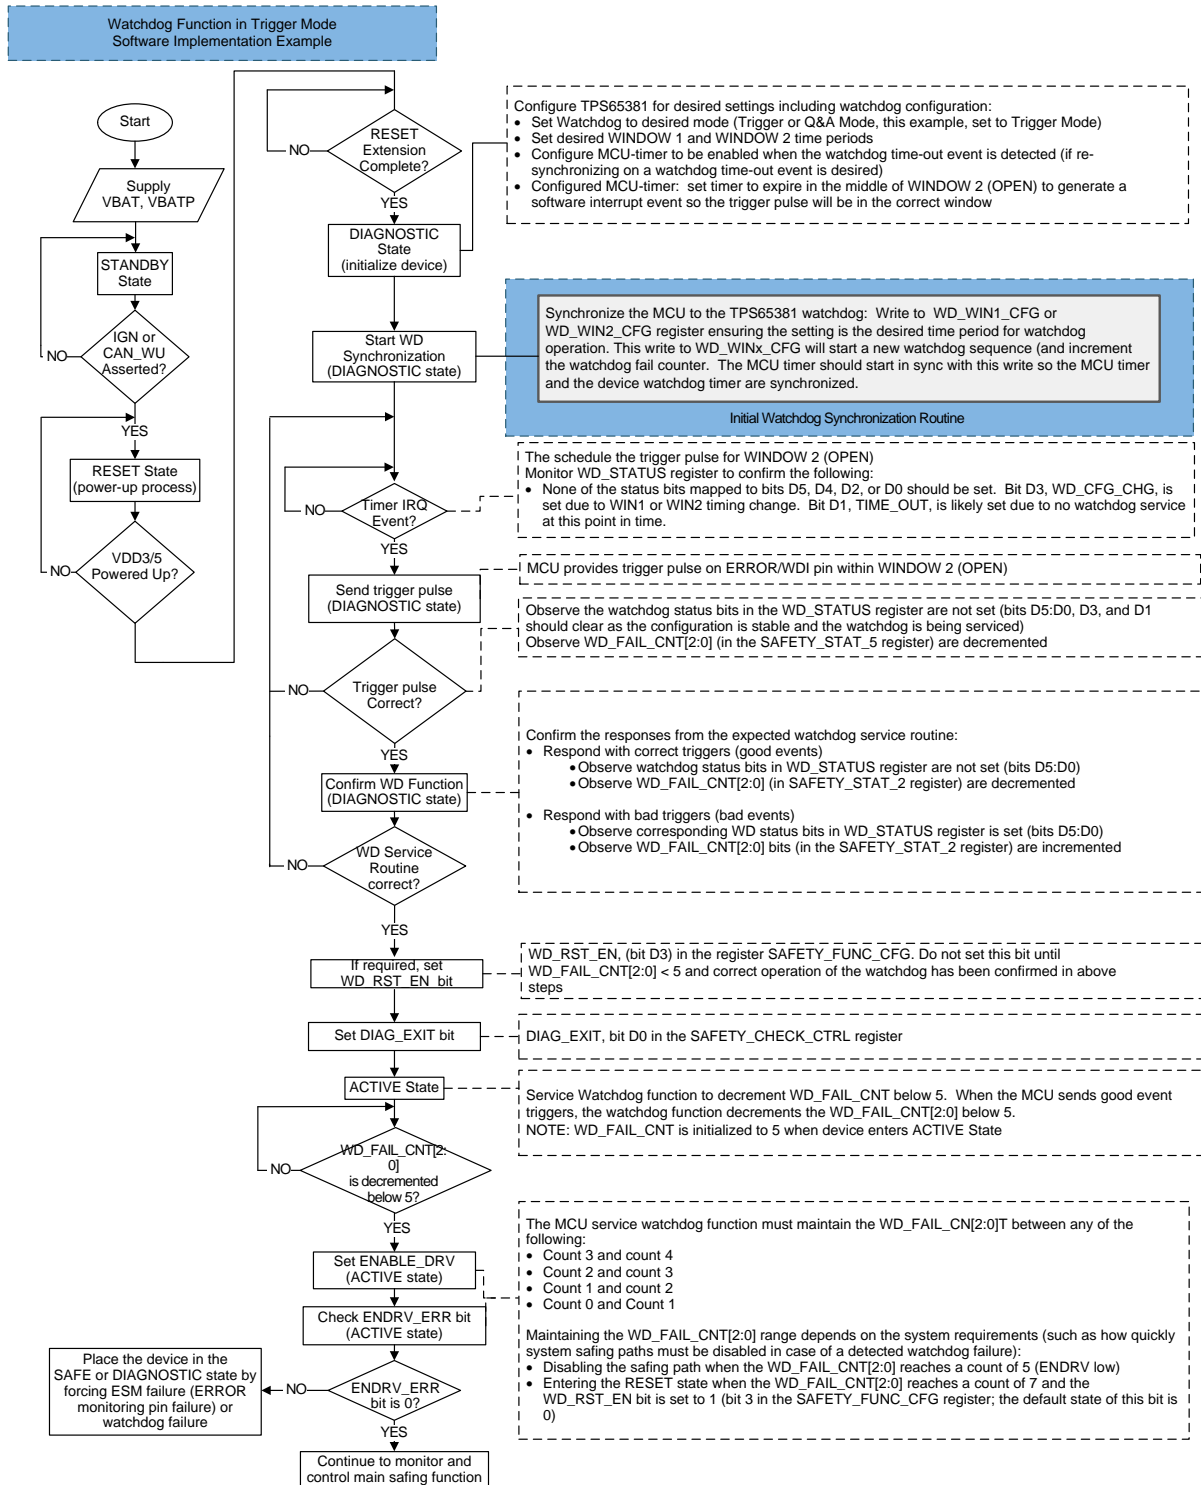 Watchdog Function in Trigger Mode
Software Implementation Example
Start
Supply
VBAT, VBATP
STANDBY
State
IGN or
CAN_WU
Asserted?
NO
YES
RESET State
(power-up process)
VDD3/5
Powered Up?
NO
RESET
Extension
Complete?
NO
YES
DIAGNOSTIC
State
(initialize device)
Configure TPS65381 for desired settings including watchdog configuration:
• Set Watchdog to desired mode (Trigger or Q&A Mode, this example, set to Trigger Mode)
• Set desired WINDOW 1 and WINDOW 2 time periods
• Configure MCU-timer to be enabled when the watchdog time-out event is detected (if re-
synchronizing on a watchdog time-out event is desired)
• Configured MCU-timer: set timer to expire in the middle of WINDOW 2 (OPEN) to generate a
software interrupt event so the trigger pulse will be in the correct window
Start WD
Synchronization
(DIAGNOSTIC state)
Synchronize the MCU to the TPS65381 watchdog: Write to WD_WIN1_CFG or
WD_WIN2_CFG register ensuring the setting is the desired time period for watchdog
operation. This write to WD_WINx_CFG will start a new watchdog sequence (and increment
the watchdog fail counter. The MCU timer should start in sync with this write so the MCU timer
and the device watchdog timer are synchronized.
Initial Watchdog Synchronization Routine
Timer IRQ
Event?
NO
YES
The schedule the trigger pulse for WINDOW 2 (OPEN)
Monitor WD_STATUS register to confirm the following:
• None of the status bits mapped to bits D5, D4, D2, or D0 should be set. Bit D3, WD_CFG_CHG, is
set due to WIN1 or WIN2 timing change. Bit D1, TIME_OUT, is likely set due to no watchdog service
at this point in time.
Send trigger pulse
(DIAGNOSTIC state)
MCU provides trigger pulse on ERROR/WDI pin within WINDOW 2 (OPEN)
Trigger pulse
Correct?
NO
YES
Observe the watchdog status bits in the WD_STATUS register are not set (bits D5:D0, D3, and D1
should clear as the configuration is stable and the watchdog is being serviced)
Observe WD_FAIL_CNT[2:0] (in the SAFETY_STAT_5 register) are decremented
Confirm WD Function
(DIAGNOSTIC state)
Confirm the responses from the expected watchdog service routine:
• Respond with correct triggers (good events)
• Observe watchdog status bits in WD_STATUS register are not set (bits D5:D0)
• Observe WD_FAIL_CNT[2:0] (in SAFETY_STAT_2 register) are decremented
• Respond with bad triggers (bad events)
• Observe corresponding WD status bits in WD_STATUS register is set (bits D5:D0)
• Observe WD_FAIL_CNT[2:0] bits (in the SAFETY_STAT_2 register) are incremented
WD Service
Routine
correct?
NO
YES
If required, set
WD_RST_EN bit
WD_RST_EN, (bit D3) in the register SAFETY_FUNC_CFG. Do not set this bit until
WD_FAIL_CNT[2:0] < 5 and correct operation of the watchdog has been confirmed in above
steps
Set DIAG_EXIT bit
DIAG_EXIT, bit D0 in the SAFETY_CHECK_CTRL register
ACTIVE State
Service Watchdog function to decrement WD_FAIL_CNT below 5. When the MCU sends good event
triggers, the watchdog function decrements the WD_FAIL_CNT[2:0] below 5.
NOTE: WD_FAIL_CNT is initialized to 5 when device enters ACTIVE State
WD_FAIL_CNT[2:
0]
is decremented
below 5?
NO
YES
Set ENABLE_DRV
(ACTIVE state)
The MCU service watchdog function must maintain the WD_FAIL_CN[2:0]T between any of the
following:
• Count 3 and count 4
• Count 2 and count 3
• Count 1 and count 2
• Count 0 and Count 1
Maintaining the WD_FAIL_CNT[2:0] range depends on the system requirements (such as how quickly
system safing paths must be disabled in case of a detected watchdog failure):
• Disabling the safing path when the WD_FAIL_CNT[2:0] reaches a count of 5 (ENDRV low)
• Entering the RESET state when the WD_FAIL_CNT[2:0] reaches a count of 7 and the
WD_RST_EN bit is set to 1 (bit 3 in the SAFETY_FUNC_CFG register; the default state of this bit is
0)
Check ENDRV_ERR bit
(ACTIVE state)
ENDRV_ERR
bit is 0?
NO
Place the device in the
SAFE or DIAGNOSTIC state by
forcing ESM failure (ERROR
monitoring pin failure) or
watchdog failure
YES
Continue to monitor and
control main safing function